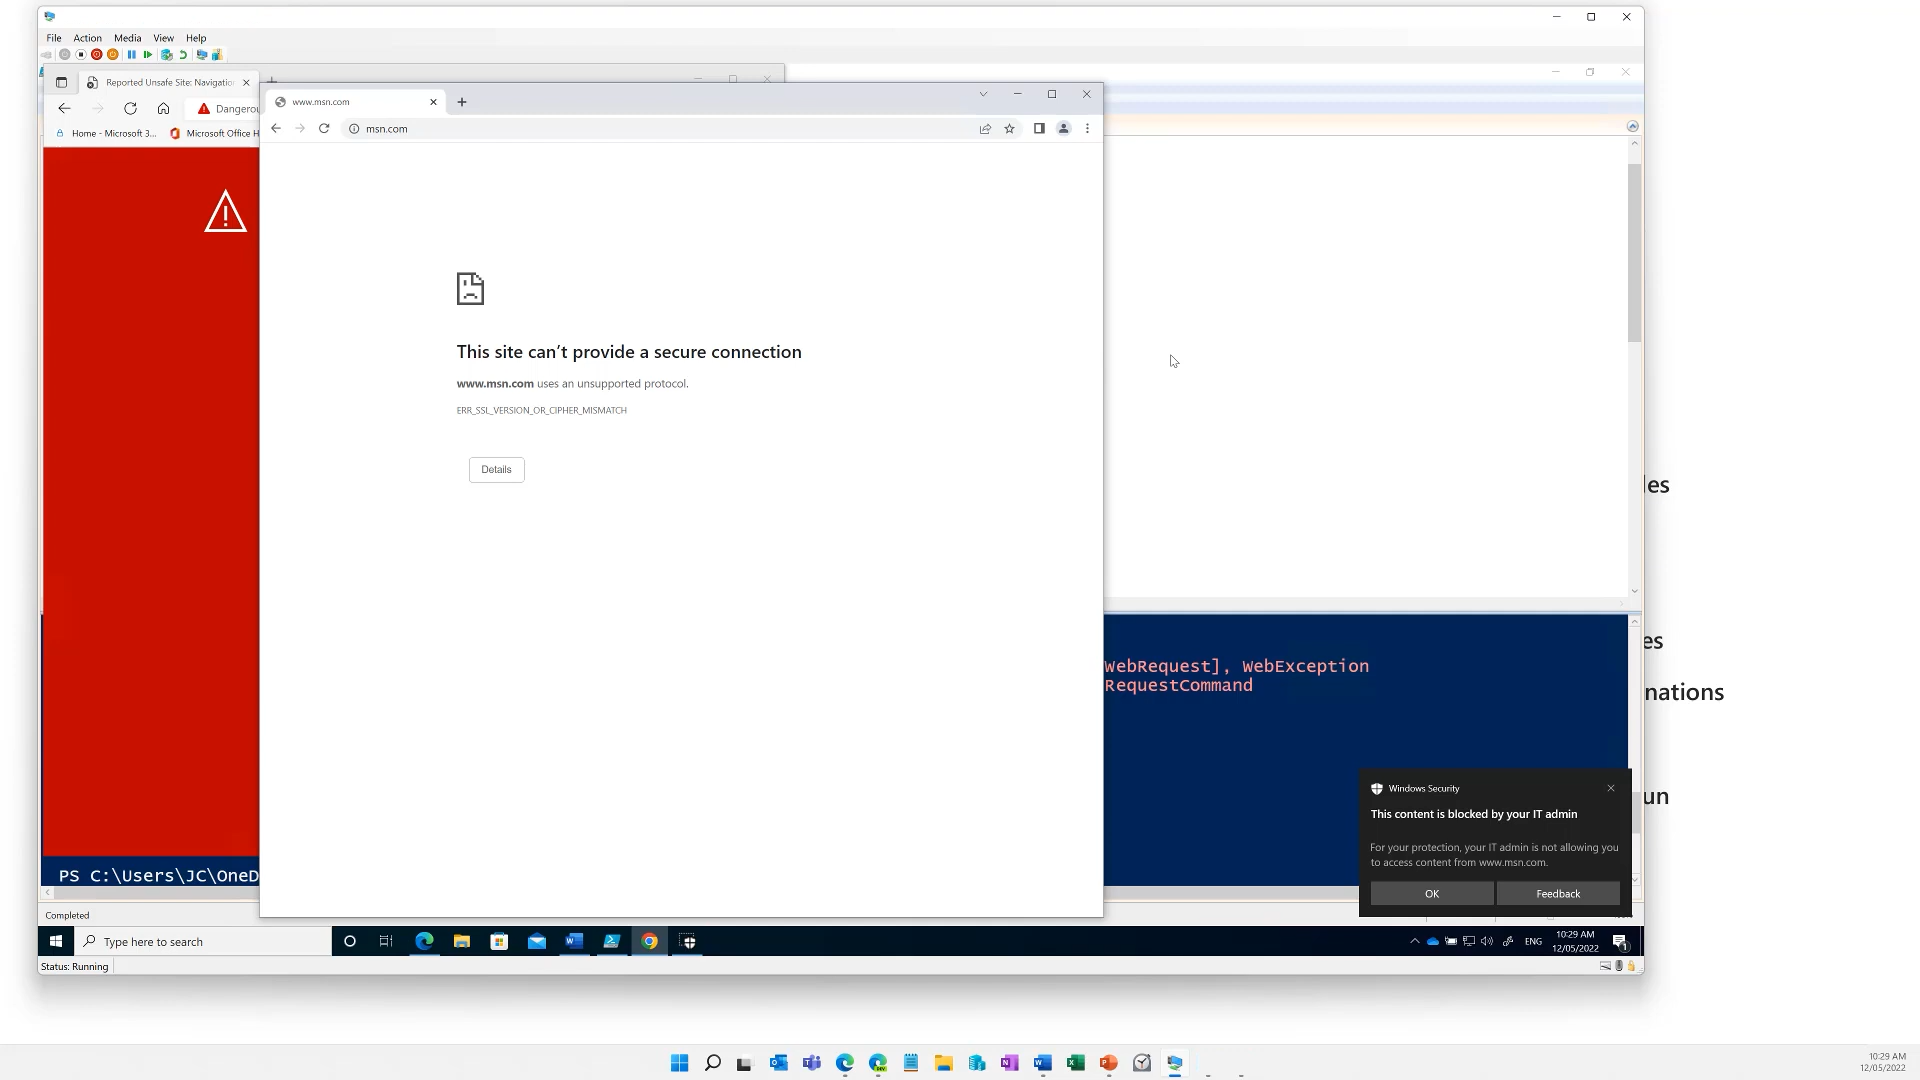 File Action Media View Help
Reported Unsafe Site: Navigatio
www.msn.com
Dangerou
msn.com
Home - Microsoft 3...
Microsoft Office H
This site can't provide a secure connection
www.msn.com uses an unsupported protocol.
ERR_SSL_VERSION_OR_CIPHER_MISMATCH
Details
les
es
nations
un
WebRequest], WebException
RequestCommand
Windows Security
This content is blocked by your IT admin
For your protection, your IT admin is not allowing you
to access content from www.msn.com.
OK
Feedback
PS C:\Users\JC\OneD
Completed
Type here to search
ENG
10:29 AM
12/05/2022
1
Status: Running
10:29 AM
12/05/2022